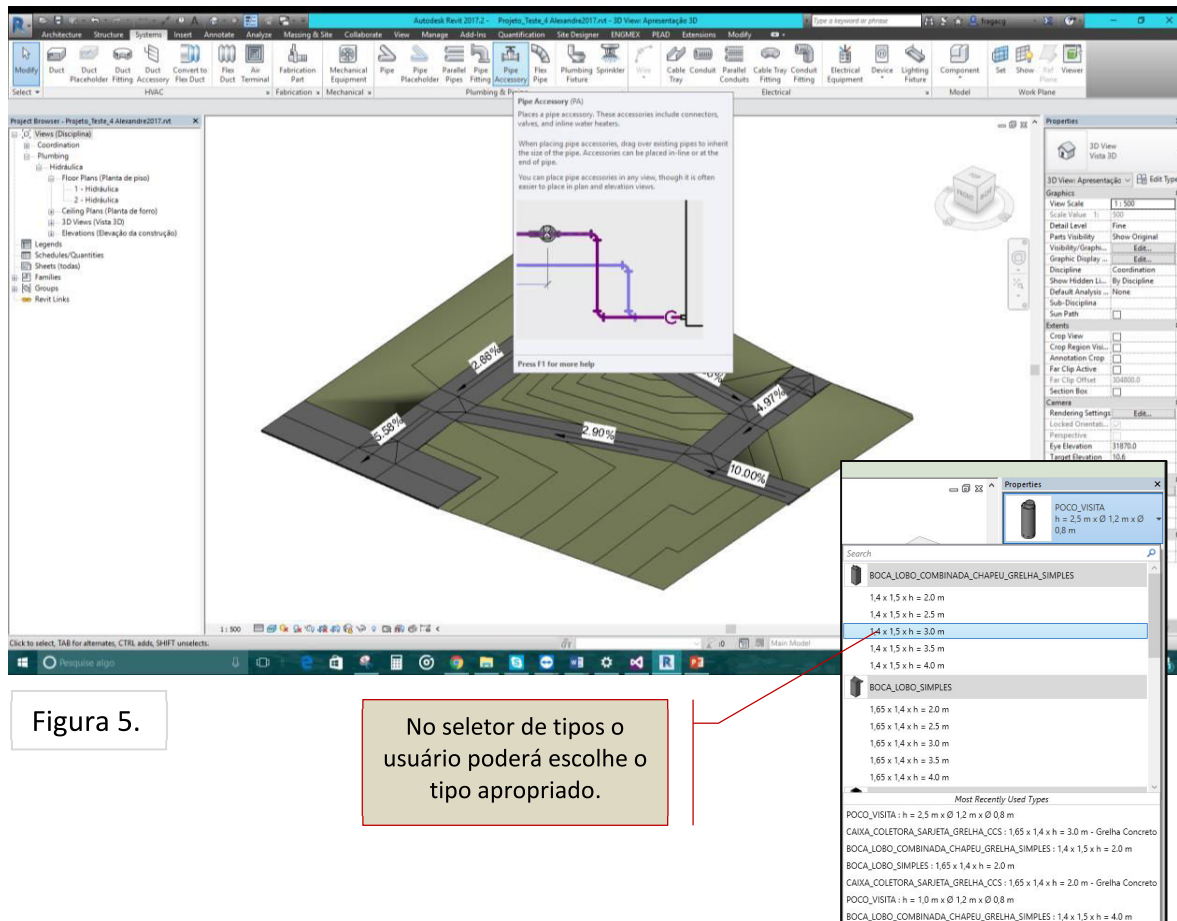 Autodesk Revit 2017.2 - Projeto_Teste_4 Alexandre2017.rvt - 3D View: Apresentação 3D
Type a keyword or phrase
fragacg
Architecture Structure Systems Insert Annotate Analyze Massing & Site Collaborate View Manage Add-Ins Quantification Site Designer ENGMEX PEAD Extensions Modify
Modify Duct Duct Placeholder Duct Fitting Duct Accessory Convert to Flex Duct Flex Duct Air Terminal Fabrication Part Mechanical Equipment Pipe Pipe Placeholder Parallel Pipes Pipe Fitting Pipe Accessory Flex Pipe Plumbing Fixture Sprinkler Wire Cable Tray Conduit Parallel Conduits Cable Tray Fitting Conduit Fitting Electrical Equipment Device Lighting Fixture Component Set Show Ref Plane Viewer
Select HVAC Fabrication Mechanical Plumbing & Piping Electrical Model Work Plane
Project Browser - Projeto_Teste_4 Alexandre2017.rvt
Views (Disciplina)
Coordination
Plumbing
Hidráulica
Floor Plans (Planta de piso)
1 - Hidráulica
2 - Hidráulica
Ceiling Plans (Planta de forro)
3D Views (Vista 3D)
Elevations (Elevação da construção)
Legends
Schedules/Quantities
Sheets (todas)
Families
Groups
Revit Links
Pipe Accessory (PA)
Places a pipe accessory. These accessories include connectors,
valves, and inline water heaters.
When placing pipe accessories, drag over existing pipes to inherit
the size of the pipe. Accessories can be placed in-line or at the
end of pipe.
You can place pipe accessories in any view, though it is often
easier to place in plan and elevation views.
Press F1 for more help
2.86%
5.58%
2.90%
4.97%
10.00%
FRONT
Properties
3D View
Vista 3D
3D View: Apresentação Edit Type
Graphics
View Scale 1 : 500
Scale Value 1: 500
Detail Level Fine
Parts Visibility Show Original
Visibility/Graphi... Edit...
Graphic Display ... Edit...
Discipline Coordination
Show Hidden Li... By Discipline
Default Analysis ... None
Sub-Disciplina
Sun Path
Extents
Crop View
Crop Region Visi...
Annotation Crop
Far Clip Active
Far Clip Offset 304800.0
Section Box
Camera
Rendering Settings Edit...
Locked Orientati...
Perspective
Eye Elevation 31870.0
Target Elevation 10.6
1 : 500
Click to select, TAB for alternates, CTRL adds, SHIFT unselects.
:0 Main Model
Pesquise algo
Properties
POCO_VISITA
h = 2,5 m x Ø 1,2 m x Ø
0,8 m
Search
BOCA_LOBO_COMBINADA_CHAPEU_GRELHA_SIMPLES
1,4 x 1,5 x h = 2.0 m
1,4 x 1,5 x h = 2.5 m
1,4 x 1,5 x h = 3.0 m
1,4 x 1,5 x h = 3.5 m
1,4 x 1,5 x h = 4.0 m
BOCA_LOBO_SIMPLES
1,65 x 1,4 x h = 2.0 m
1,65 x 1,4 x h = 2.5 m
1,65 x 1,4 x h = 3.0 m
1,65 x 1,4 x h = 3.5 m
1,65 x 1,4 x h = 4.0 m
Most Recently Used Types
POCO_VISITA : h = 2,5 m x Ø 1,2 m x Ø 0,8 m
CAIXA_COLETORA_SARJETA_GRELHA_CCS : 1,65 x 1,4 x h = 3.0 m - Grelha Concreto
BOCA_LOBO_COMBINADA_CHAPEU_GRELHA_SIMPLES : 1,4 x 1,5 x h = 2.0 m
BOCA_LOBO_SIMPLES : 1,65 x 1,4 x h = 2.0 m
CAIXA_COLETORA_SARJETA_GRELHA_CCS : 1,65 x 1,4 x h = 2.0 m - Grelha Concreto
POCO_VISITA : h = 1,0 m x Ø 1,2 m x Ø 0,8 m
BOCA_LOBO_COMBINADA_CHAPEU_GRELHA_SIMPLES : 1,4 x 1,5 x h = 4.0 m
Figura 5.
No seletor de tipos o
usuário poderá escolhe o
tipo apropriado.